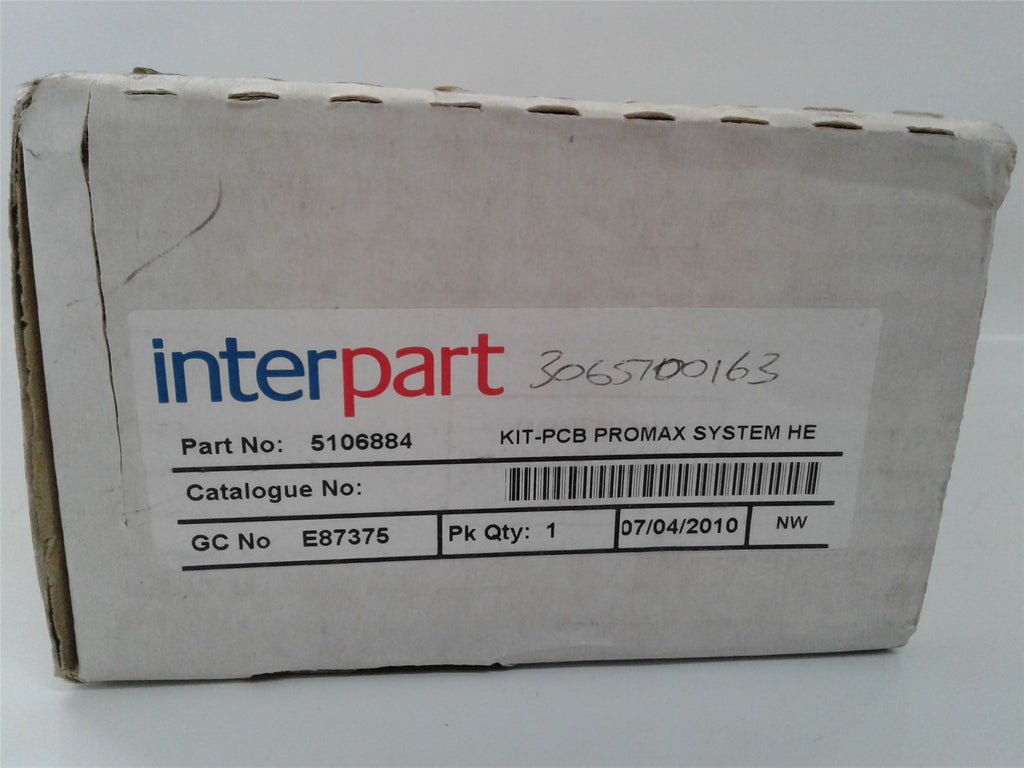 interpart 3065700163
Part No: 5106884 KIT-PCB PROMAX SYSTEM HE
Catalogue No:
GC No E87375 Pk Qty: 1 07/04/2010 NW